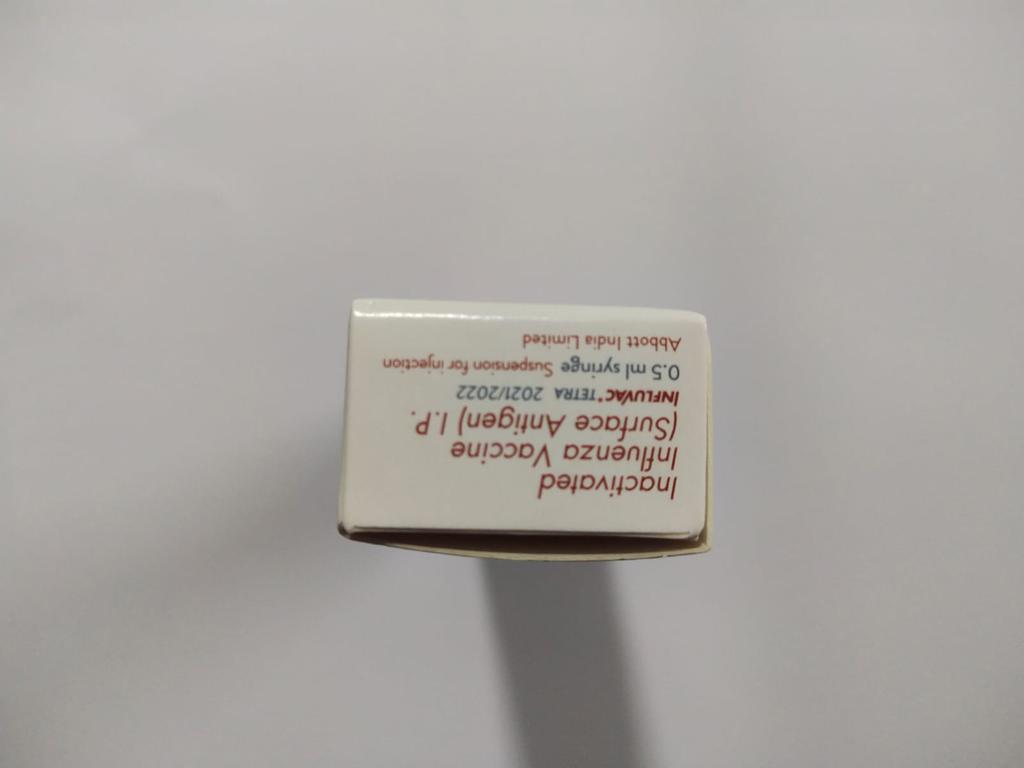 Inactivated
Influenza Vaccine
(Surface Antigen) I.P.
INFLUVAC® TETRA 2021/2022
0.5 ml syringe Suspension for injection
Abbott India Limited